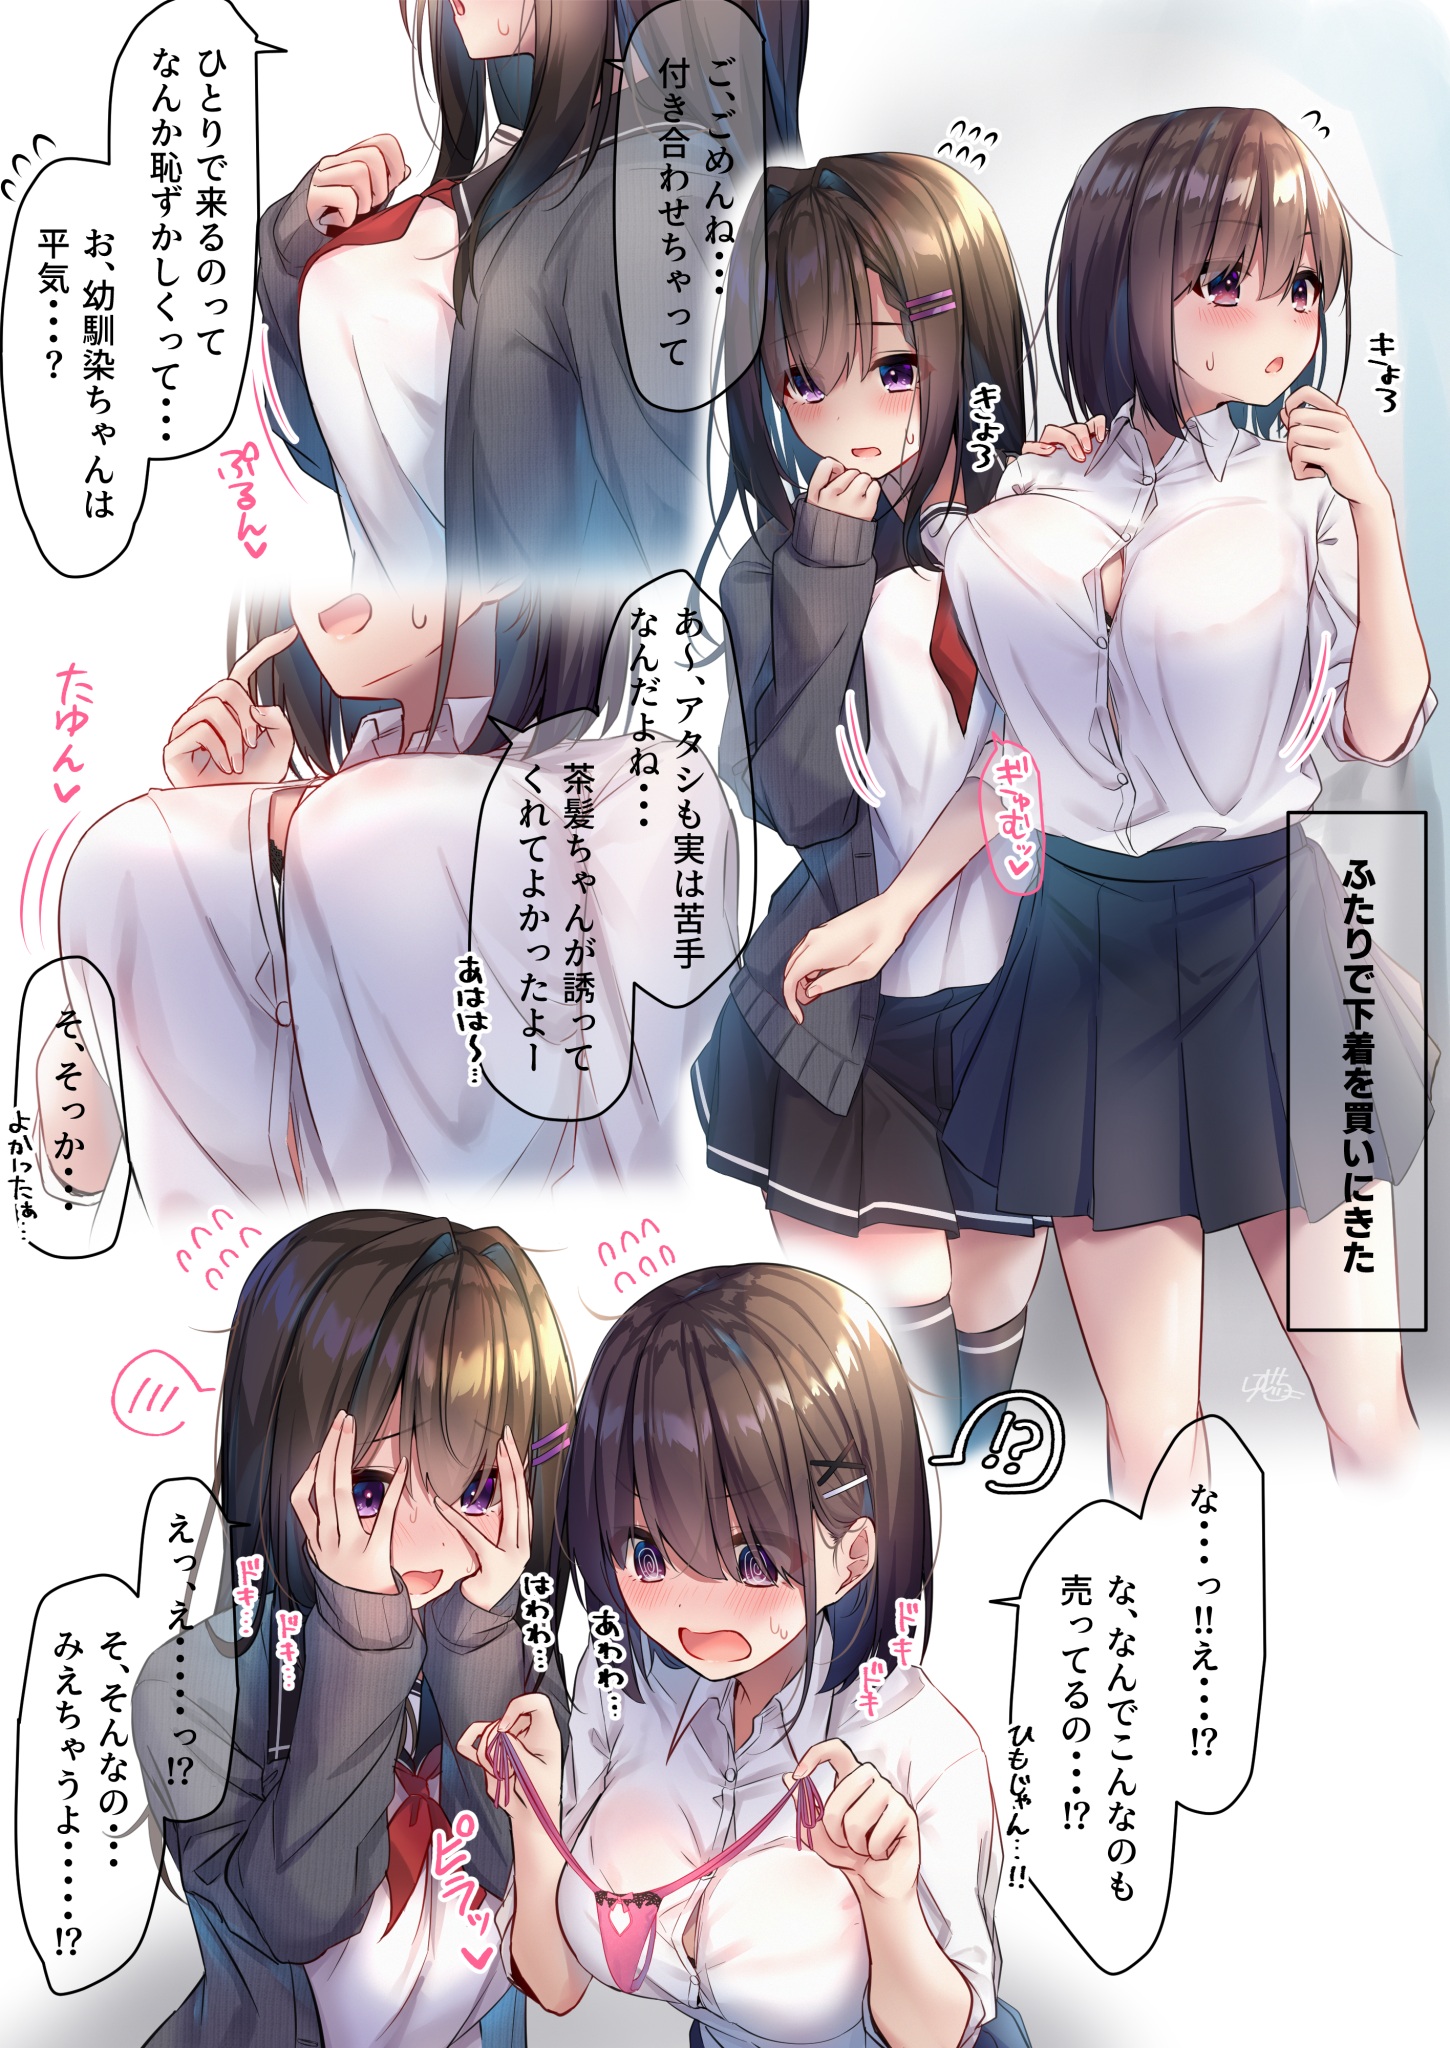 ふたりで下着を買いにきた
キョロ
きょろ
ぎゅむッ♥
ご、ごめんね・・・
付き合わせちゃって
ひとりで来るのって
なんか恥ずかしくって・・・・
お、幼馴染ちゃんは
平気・・・・?
ぷるん♥
あ〜、アタシも実は苦手
なんだよね・・・
茶髪ちゃんが誘って
くれてよかったよー
あはは〜…
たゆん♥
そ、そっか・・・
よかったぁ…
!?
な・・・っ!!え・・・!?
な、なんでこんなのも
売ってるの・・・・!?
ひもじゃん…!!
ドキ
ドキ
あわわ…
はわわ…
ドキ…
ドキ…
えっ、え・・・・・っ!?
そ、そんなの・・・
みえちゃうよ・・・・・・!?
ピラッ♥